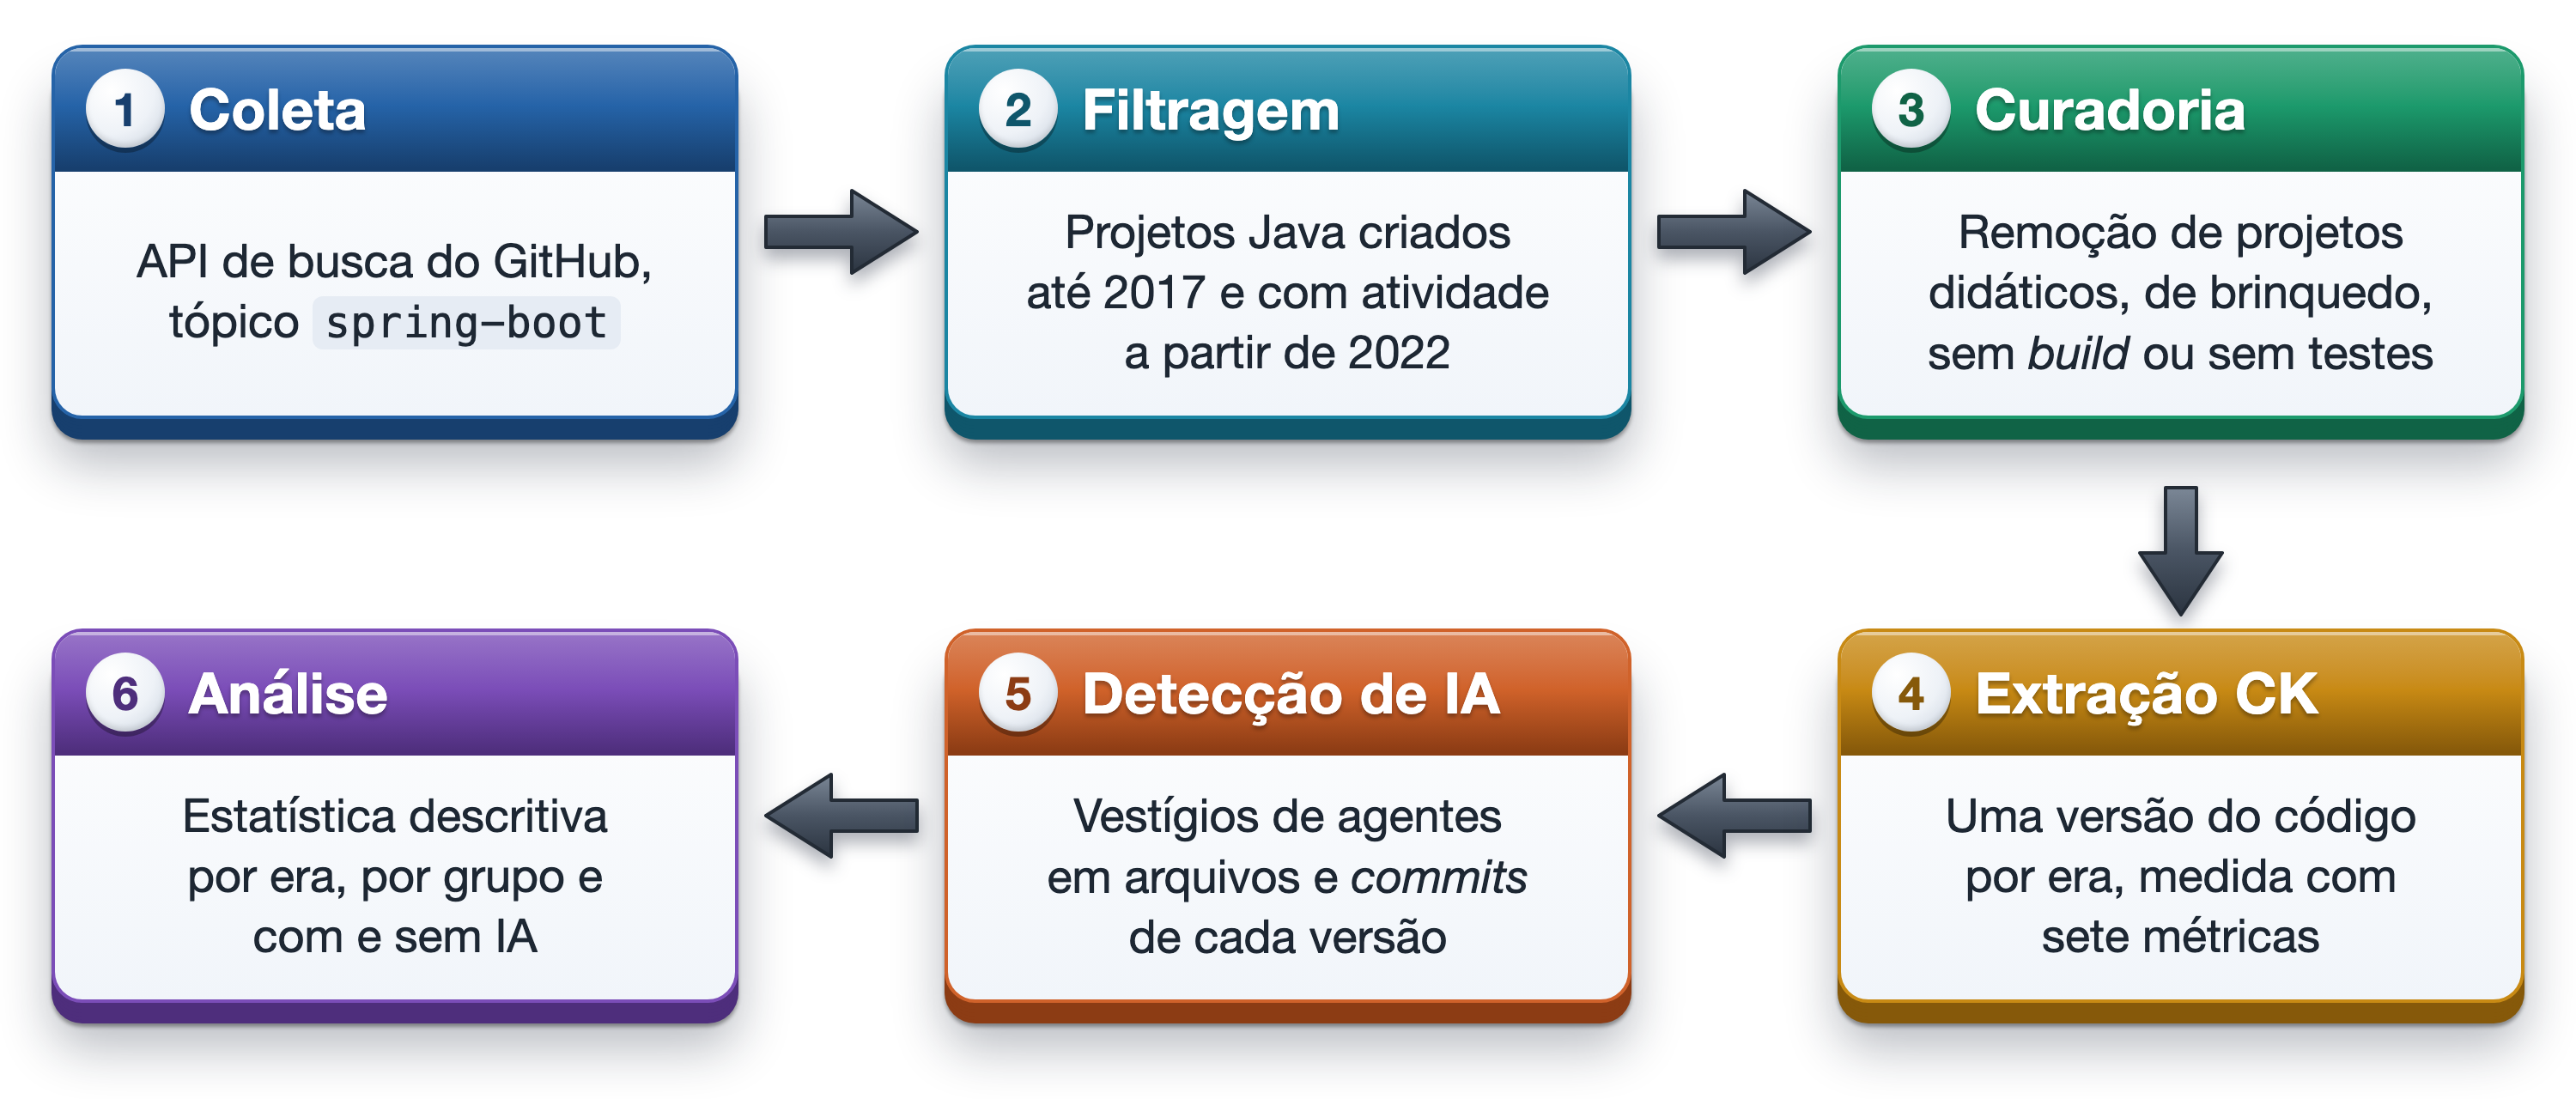 1 Coleta
API de busca do GitHub,
tópico spring-boot
2 Filtragem
Projetos Java criados
até 2017 e com atividade
a partir de 2022
3 Curadoria
Remoção de projetos
didáticos, de brinquedo,
sem build ou sem testes
4 Extração CK
Uma versão do código
por era, medida com
sete métricas
5 Detecção de IA
Vestígios de agentes
em arquivos e commits
de cada versão
6 Análise
Estatística descritiva
por era, por grupo e
com e sem IA